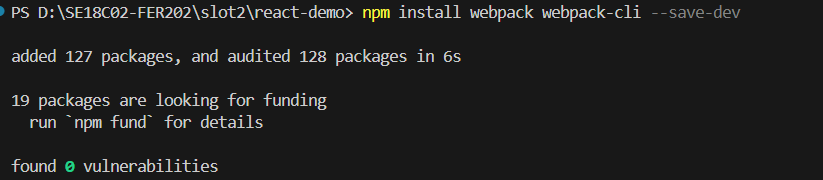 PS D:\SE18C02-FER202\slot2\react-demo> npm install webpack webpack-cli --save-dev
added 127 packages, and audited 128 packages in 6s
19 packages are looking for funding
run `npm fund` for details
found 0 vulnerabilities